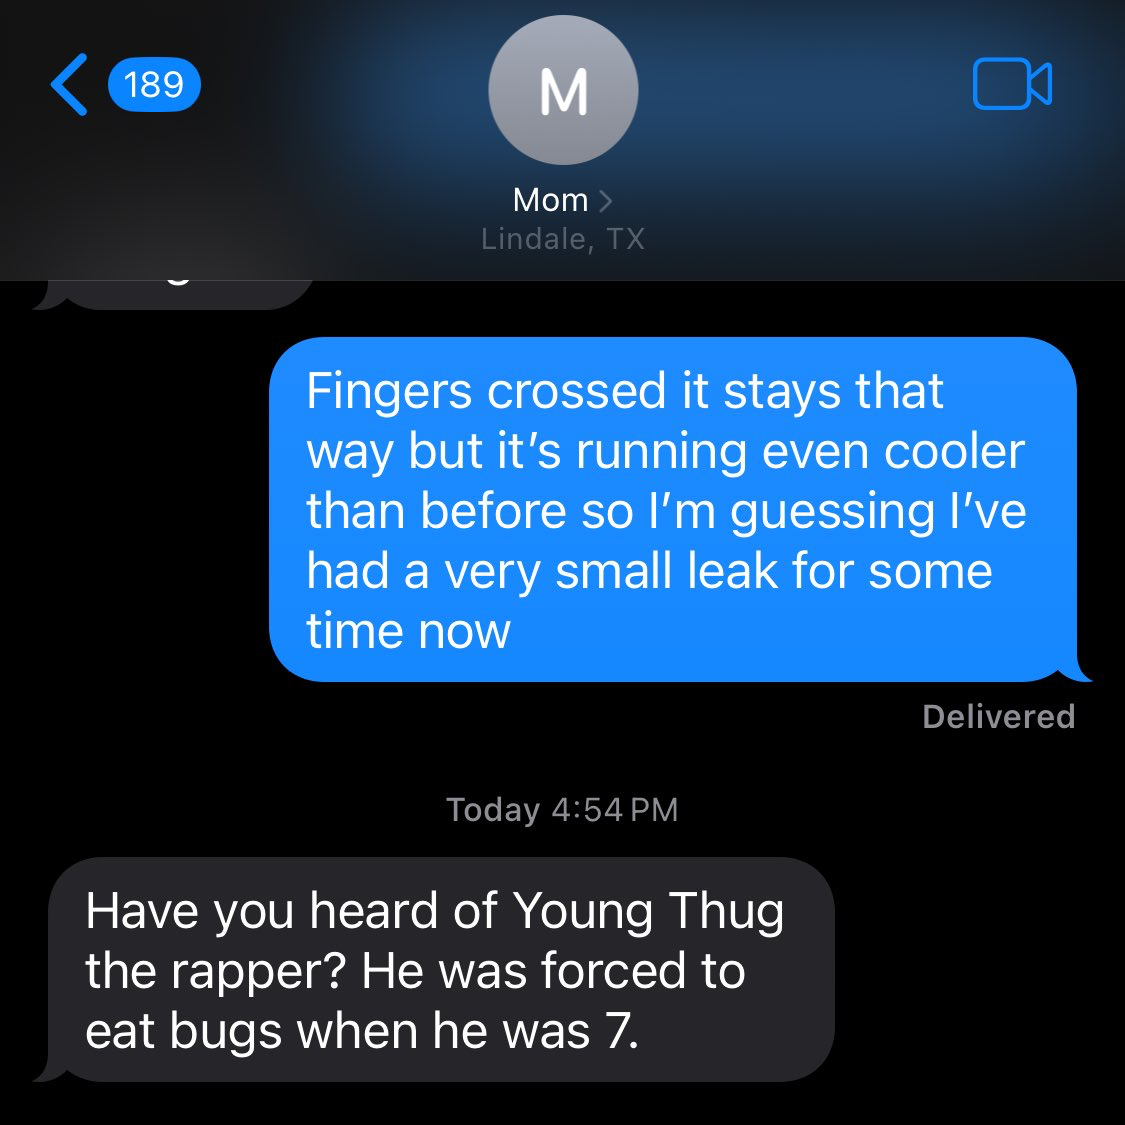 189
M
Mom
Lindale, TX
Fingers crossed it stays that
way but it’s running even cooler
than before so I’m guessing I’ve
had a very small leak for some
time now
Delivered
Today 4:54 PM
Have you heard of Young Thug
the rapper? He was forced to
eat bugs when he was 7.